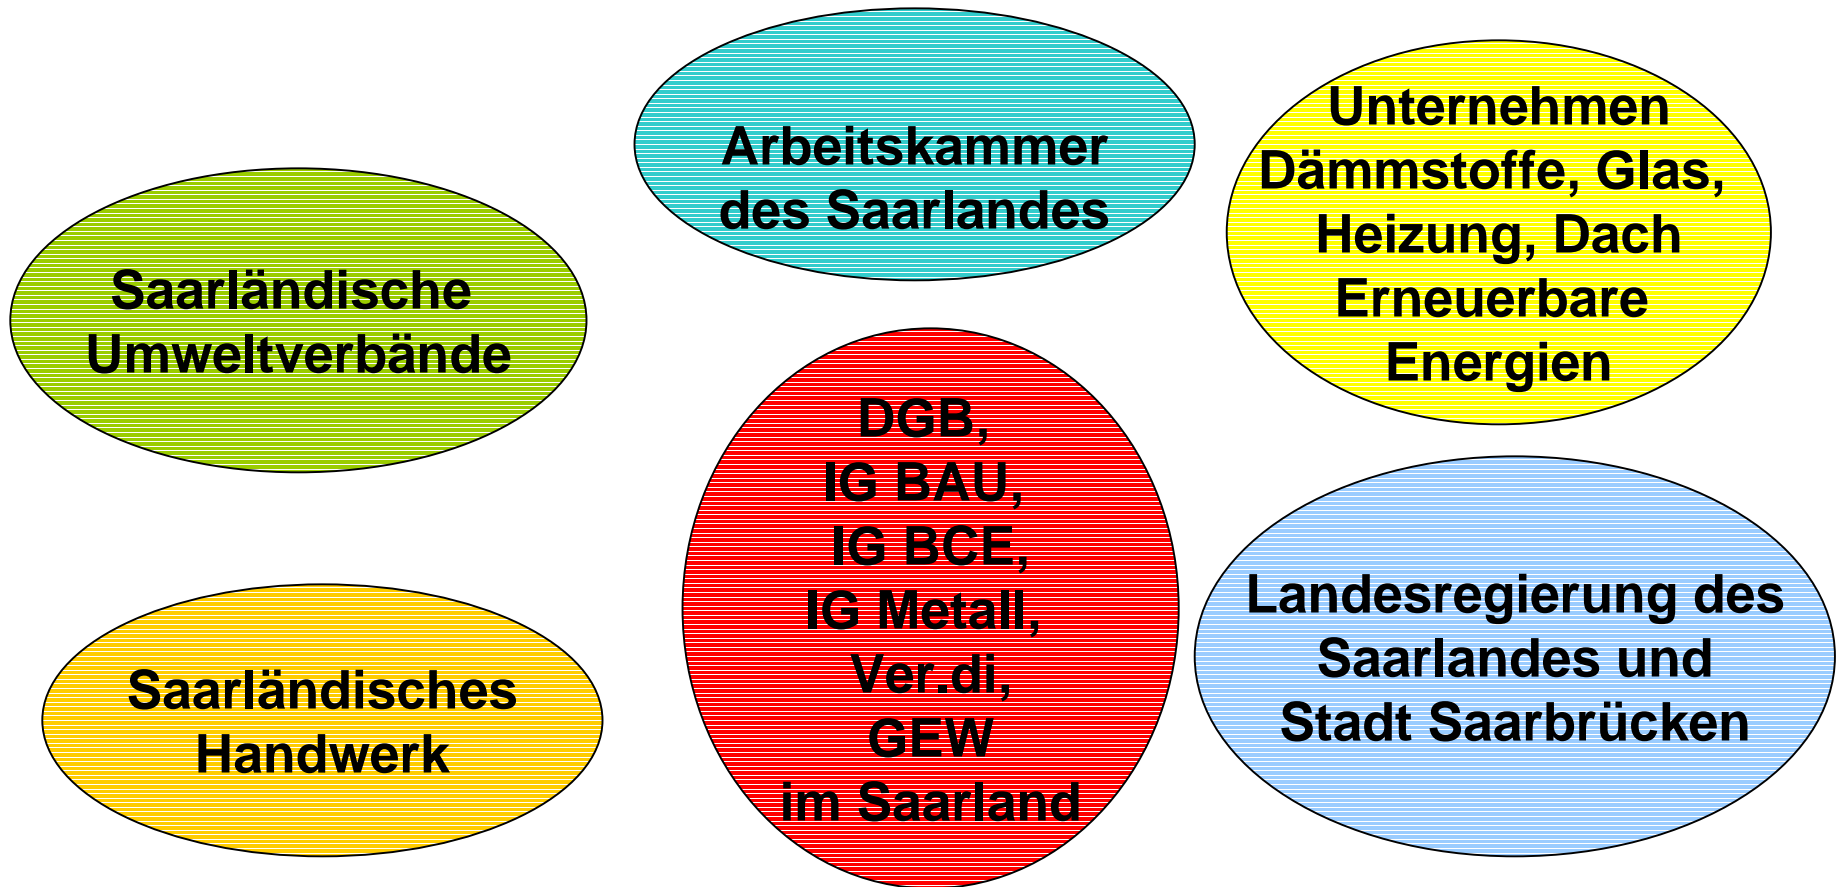 Arbeitskammer
des Saarlandes
Unternehmen
Dämmstoffe, Glas,
Heizung, Dach
Erneuerbare
Energien
Saarländische
Umweltverbände
DGB,
IG BAU,
IG BCE,
IG Metall,
Ver.di,
GEW
im Saarland
Landesregierung des
Saarlandes und
Stadt Saarbrücken
Saarländisches
Handwerk